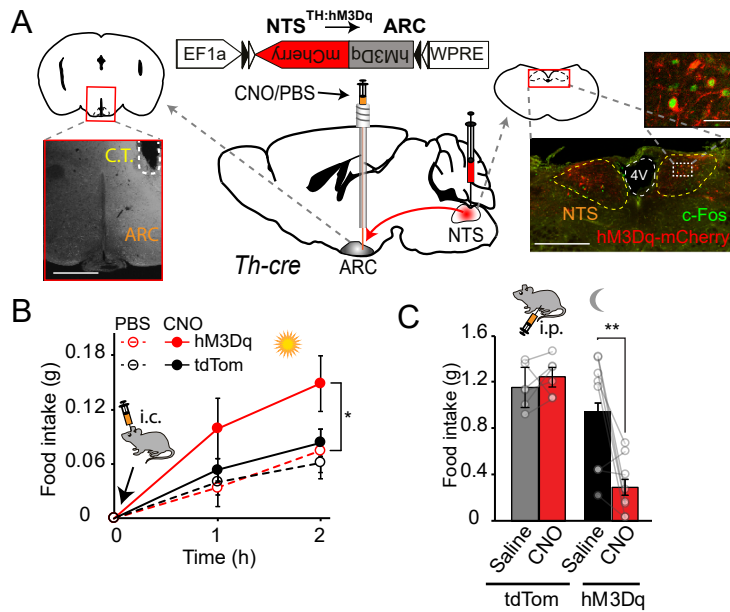 A
NTS TH:hM3Dq ARC
EF1a mCherry hM3Dq WPRE
CNO/PBS
C.T.
ARC
Th-cre
ARC
NTS
4V
NTS
c-Fos
hM3Dq-mCherry
B
PBS CNO
hM3Dq
tdTom
i.c.
*
Food intake (g)
0.18
0.12
0.06
0
0 1 2
Time (h)
C
i.p.
**
Food intake (g)
1.6
1.2
0.8
0.4
0
Saline CNO Saline CNO
tdTom hM3Dq